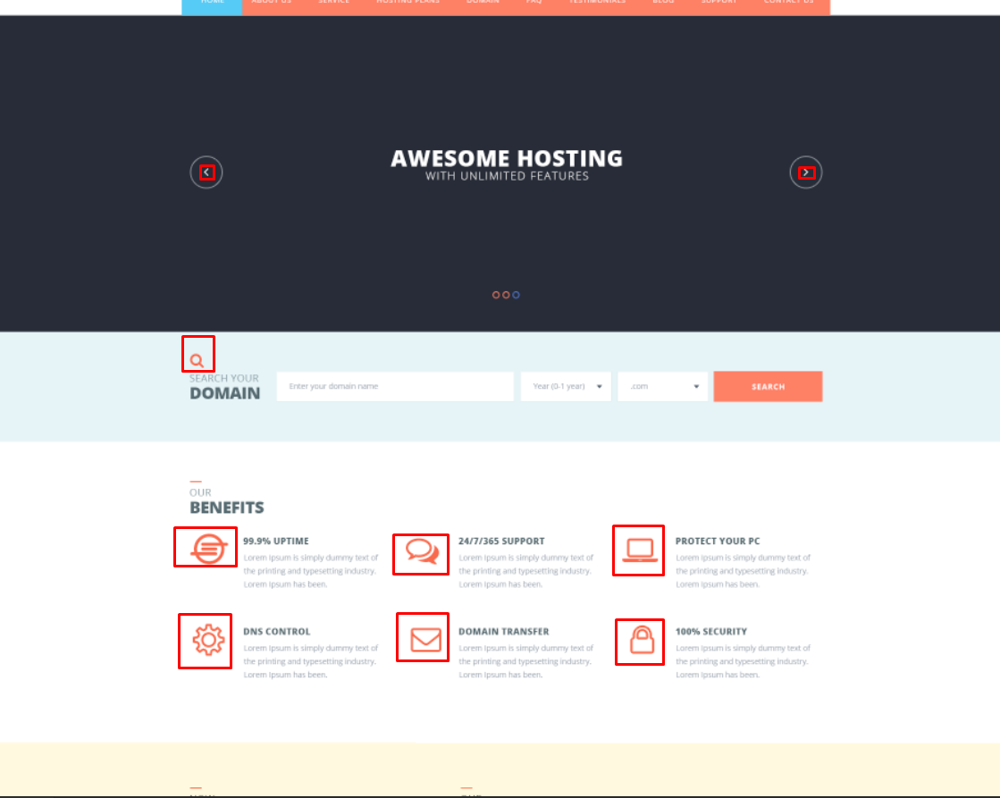 HOME ABOUT US SERVICE HOSTING PLANS DOMAIN FAQ TESTIMONIALS BLOG SUPPORT CONTACT US
AWESOME HOSTING
WITH UNLIMITED FEATURES
SEARCH YOUR
DOMAIN
Enter your domain name
Year (0-1 year)
.com
SEARCH
OUR
BENEFITS
99.9% UPTIME
Lorem Ipsum is simply dummy text of
the printing and typesetting industry.
Lorem Ipsum has been.
24/7/365 SUPPORT
Lorem Ipsum is simply dummy text of
the printing and typesetting industry.
Lorem Ipsum has been.
PROTECT YOUR PC
Lorem Ipsum is simply dummy text of
the printing and typesetting industry.
Lorem Ipsum has been.
DNS CONTROL
Lorem Ipsum is simply dummy text of
the printing and typesetting industry.
Lorem Ipsum has been.
DOMAIN TRANSFER
Lorem Ipsum is simply dummy text of
the printing and typesetting industry.
Lorem Ipsum has been.
100% SECURITY
Lorem Ipsum is simply dummy text of
the printing and typesetting industry.
Lorem Ipsum has been.